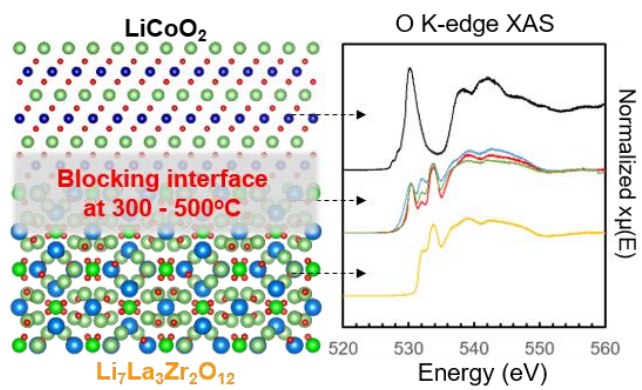 LiCoO₂
O K-edge XAS
Blocking interface
at 300 - 500°C
Li₇La₃Zr₂O₁₂
Normalized xμ(E)
520 530 540 550 560
Energy (eV)